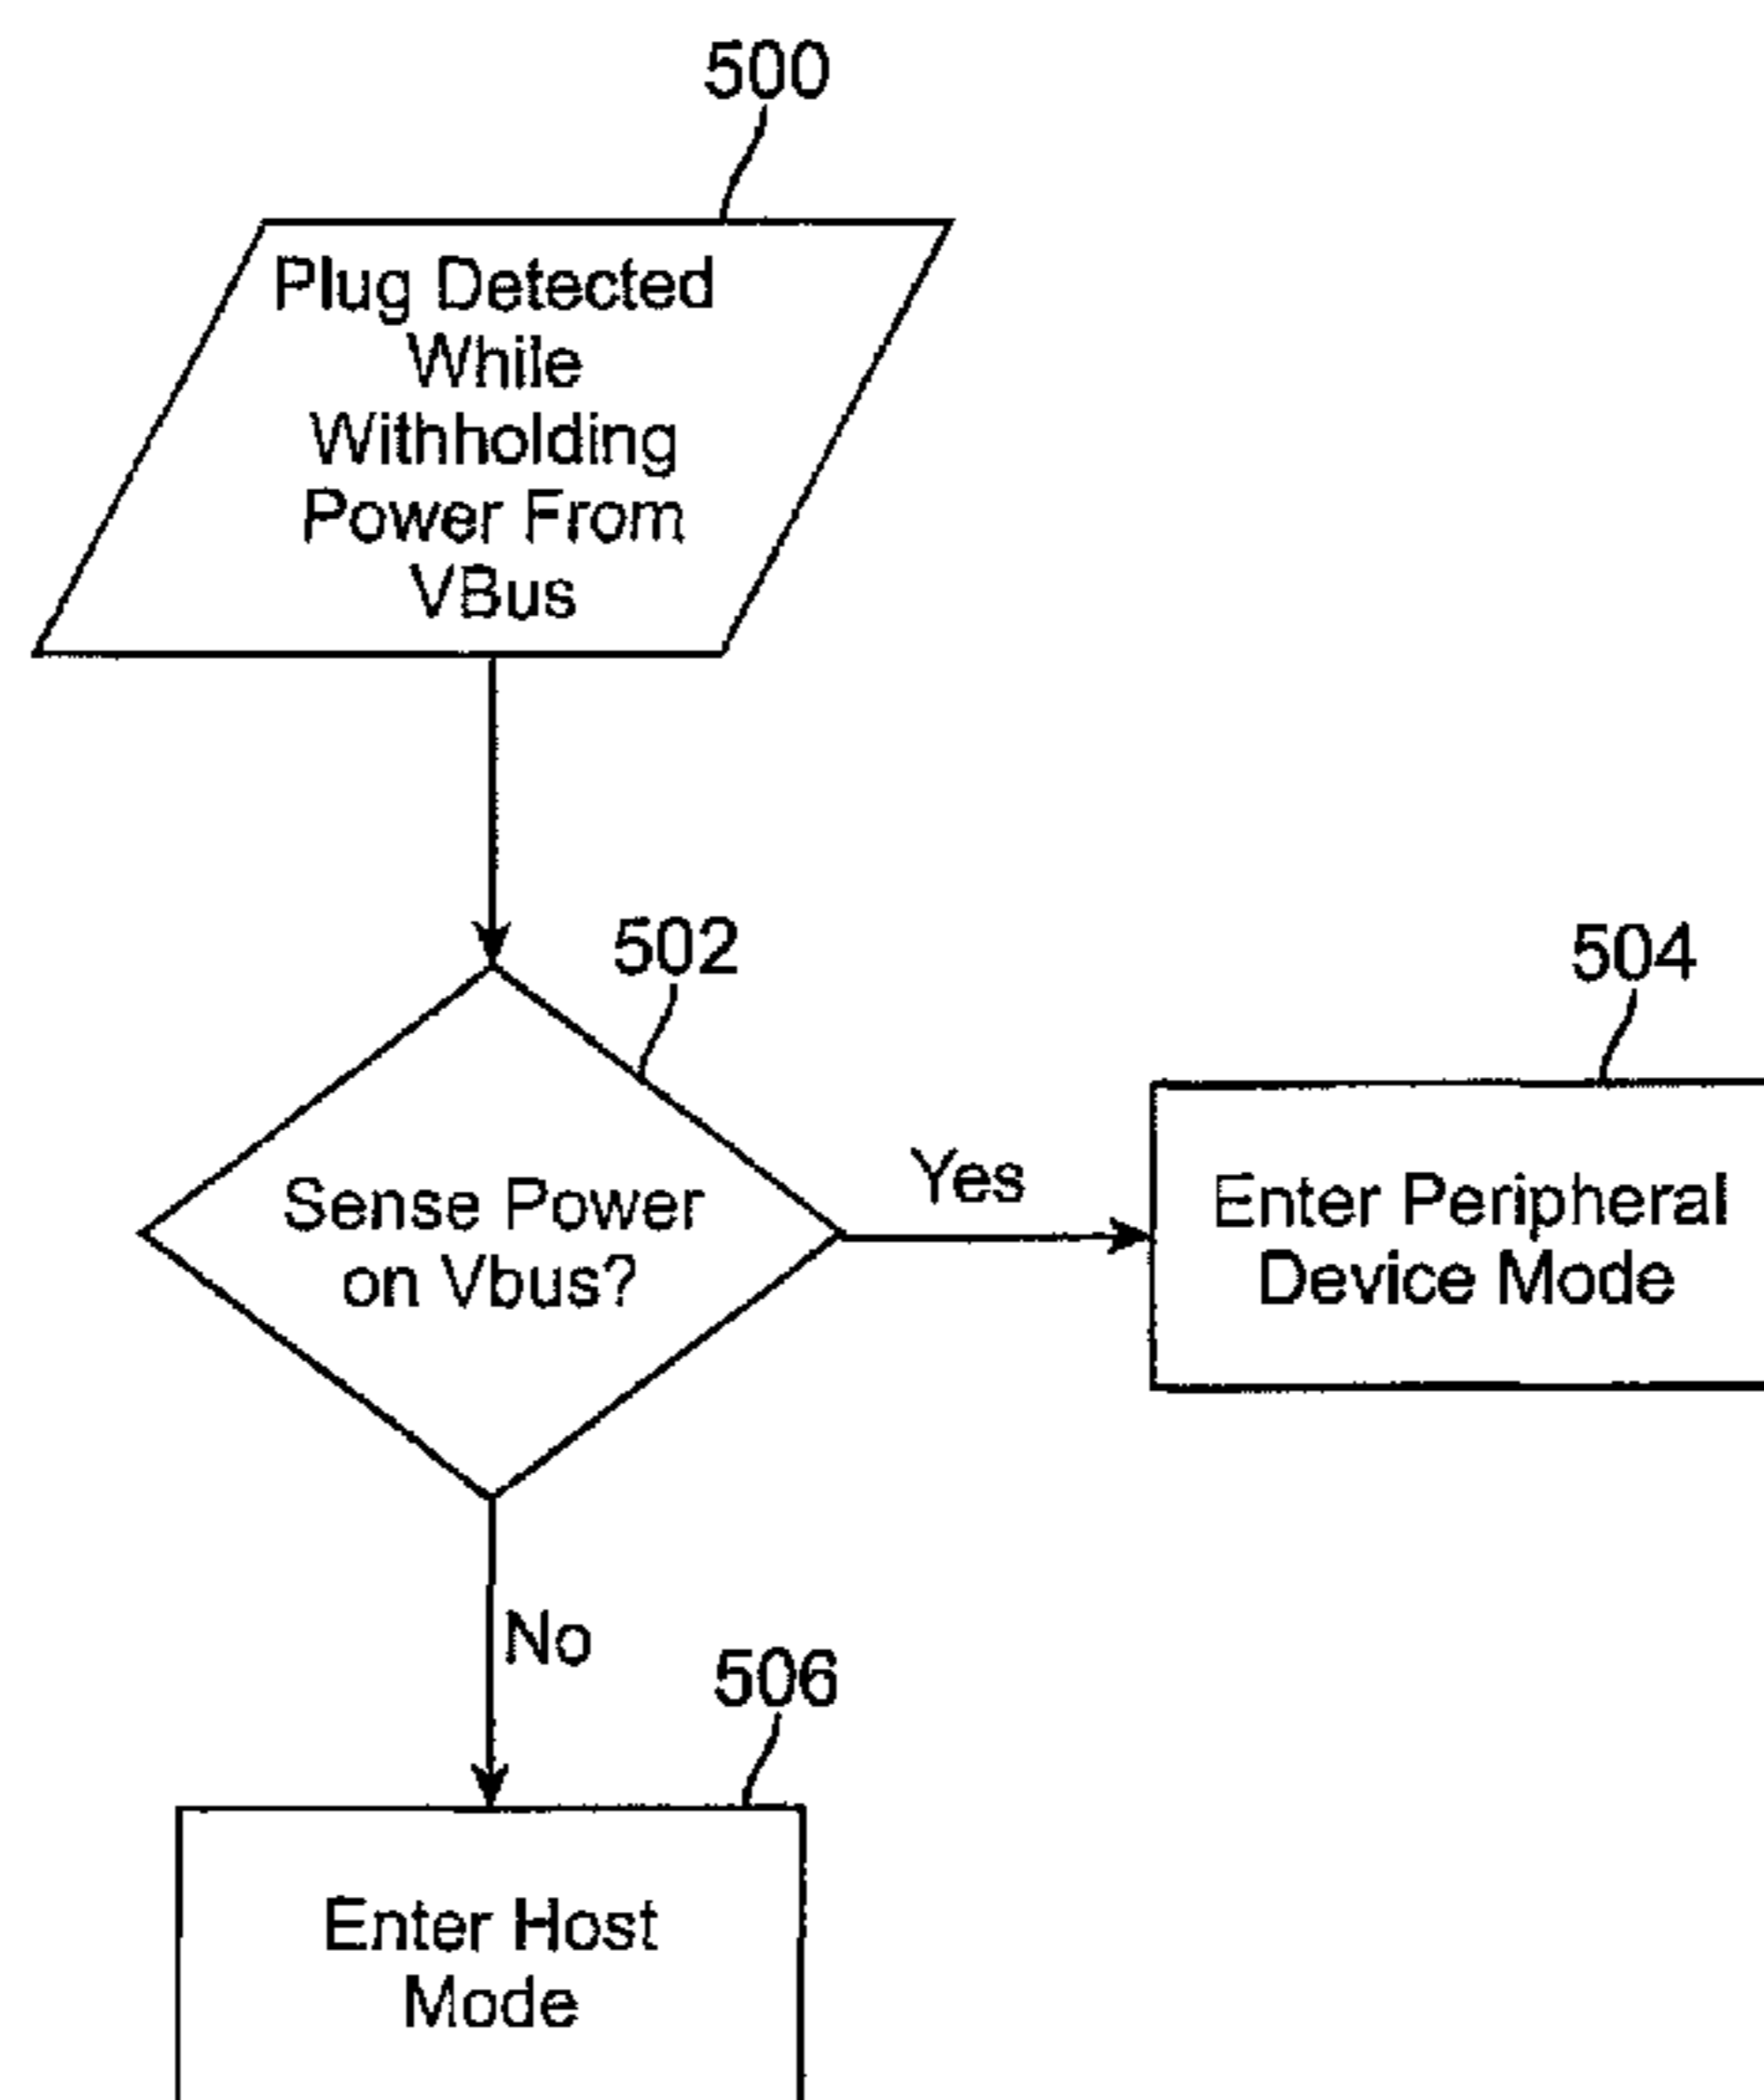 500
Plug Detected
While
Withholding
Power From
VBus
502
Sense Power
on Vbus?
Yes
504
Enter Peripheral
Device Mode
No
506
Enter Host
Mode